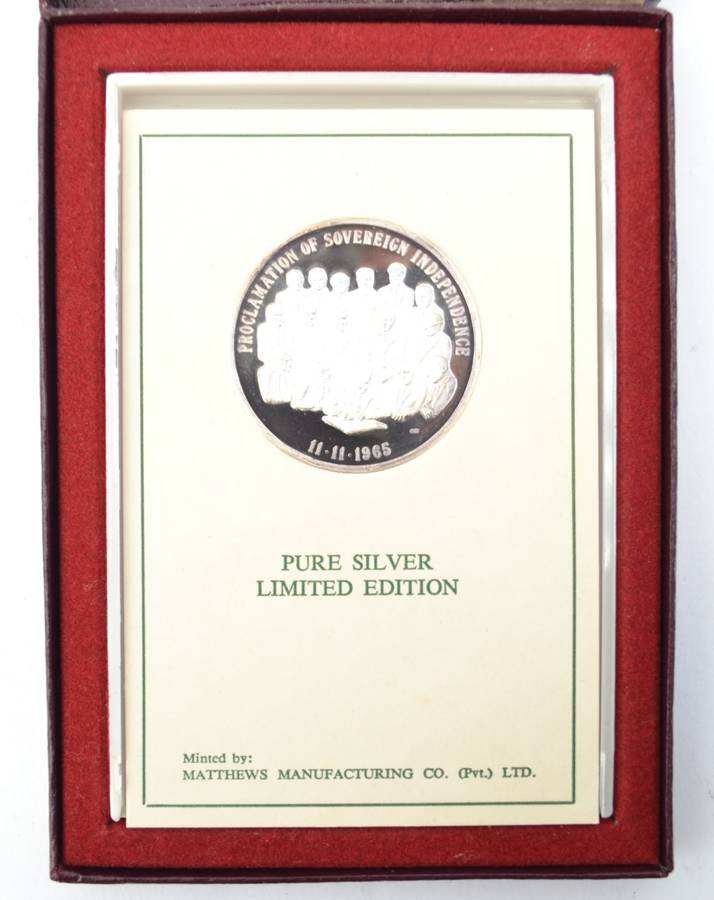 PROCLAMATION OF SOVEREIGN INDEPENDENCE
11·11·1965
PURE SILVER
LIMITED EDITION
Minted by:
MATTHEWS MANUFACTURING CO. (Pvt.) LTD.